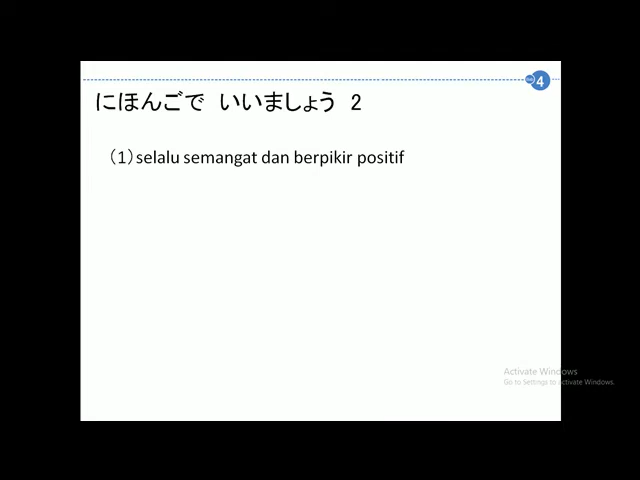 4
にほんごで いいましょう 2
（1）selalu semangat dan berpikir positif
Activate Windows
Go to Settings to activate Windows.